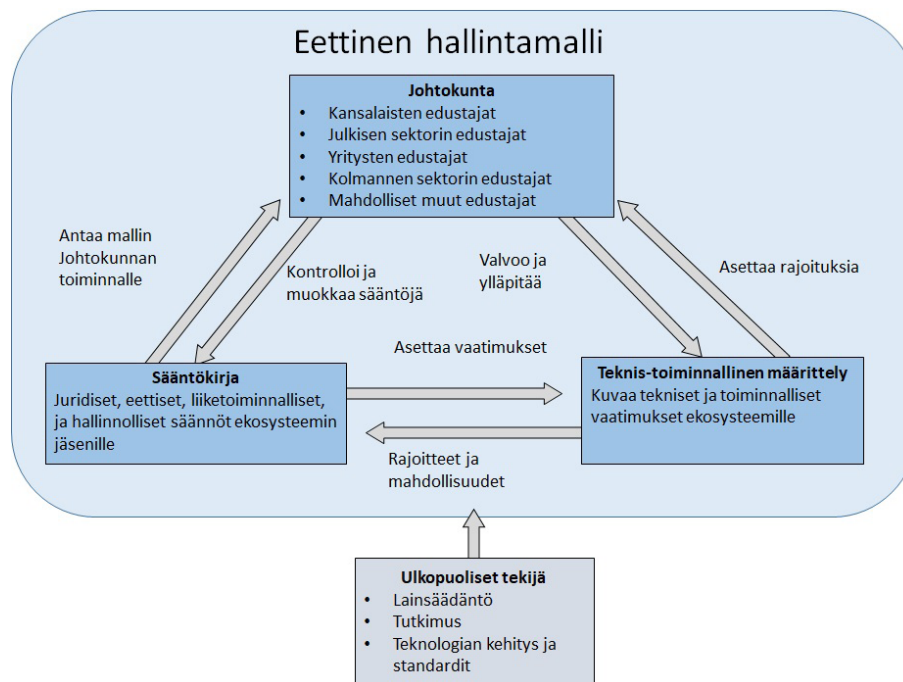 Eettinen hallintamalli
Johtokunta
• Kansalaisten edustajat
• Julkisen sektorin edustajat
• Yritysten edustajat
• Kolmannen sektorin edustajat
• Mahdolliset muut edustajat
Antaa mallin
Johtokunnan
toiminnalle
Kontrolloi ja
muokkaa sääntöjä
Valvoo ja
ylläpitää
Asettaa rajoituksia
Asettaa vaatimukset
Sääntökirja
Juridiset, eettiset, liiketoiminnalliset,
ja hallinnolliset säännöt ekosysteemin
jäsenille
Teknis-toiminnallinen määrittely
Kuvaa tekniset ja toiminnalliset
vaatimukset ekosysteemille
Rajoitteet ja
mahdollisuudet
Ulkopuoliset tekijä
• Lainsäädäntö
• Tutkimus
• Teknologian kehitys ja
standardit